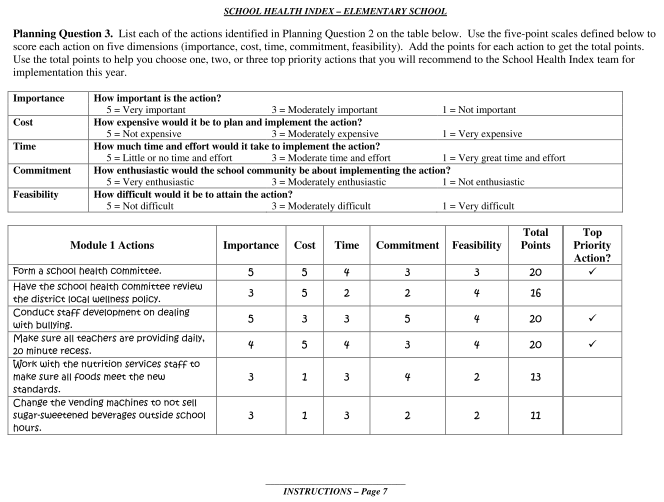 SCHOOL HEALTH INDEX – ELEMENTARY SCHOOL
Planning Question 3. List each of the actions identified in Planning Question 2 on the table below. Use the five-point scales defined below to
score each action on five dimensions (importance, cost, time, commitment, feasibility). Add the points for each action to get the total points.
Use the total points to help you choose one, two, or three top priority actions that you will recommend to the School Health Index team for
implementation this year.
Importance How important is the action?
5 = Very important 3 = Moderately important 1 = Not important
Cost How expensive would it be to plan and implement the action?
5 = Not expensive 3 = Moderately expensive 1 = Very expensive
Time How much time and effort would it take to implement the action?
5 = Little or no time and effort 3 = Moderate time and effort 1 = Very great time and effort
Commitment How enthusiastic would the school community be about implementing the action?
5 = Very enthusiastic 3 = Moderately enthusiastic 1 = Not enthusiastic
Feasibility How difficult would it be to attain the action?
5 = Not difficult 3 = Moderately difficult 1 = Very difficult
Module 1 Actions Importance Cost Time Commitment Feasibility Total Points Top Priority Action?
Form a school health committee. 5 5 4 3 3 20 ✓
Have the school health committee review
the district local wellness policy. 3 5 2 2 4 16
Conduct staff development on dealing
with bullying. 5 3 3 5 4 20 ✓
Make sure all teachers are providing daily,
20 minute recess. 4 5 4 3 4 20 ✓
Work with the nutrition services staff to
make sure all foods meet the new
standards. 3 1 3 4 2 13
Change the vending machines to not sell
sugar-sweetened beverages outside school
hours. 3 1 3 2 2 11
INSTRUCTIONS – Page 7